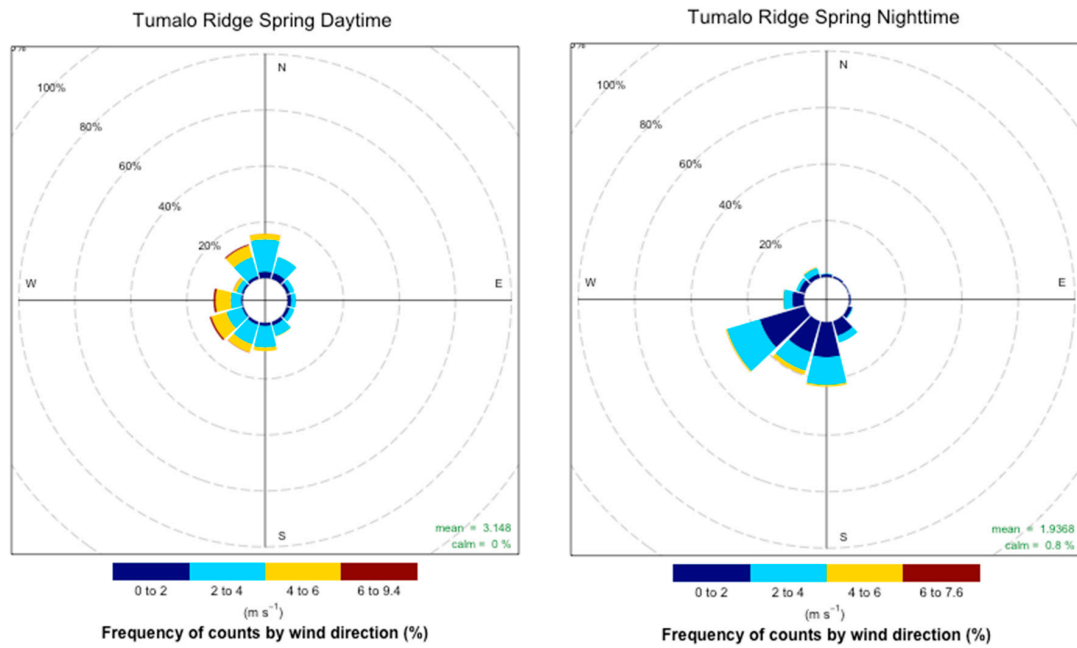 Tumalo Ridge Spring Daytime
N
100%
80%
60%
40%
20%
W
E
S
mean = 3.148
calm = 0 %
0 to 2
2 to 4
4 to 6
6 to 9.4
(m s⁻¹)
Frequency of counts by wind direction (%)
Tumalo Ridge Spring Nighttime
N
100%
80%
60%
40%
20%
W
E
S
mean = 1.9368
calm = 0.8 %
0 to 2
2 to 4
4 to 6
6 to 7.6
(m s⁻¹)
Frequency of counts by wind direction (%)